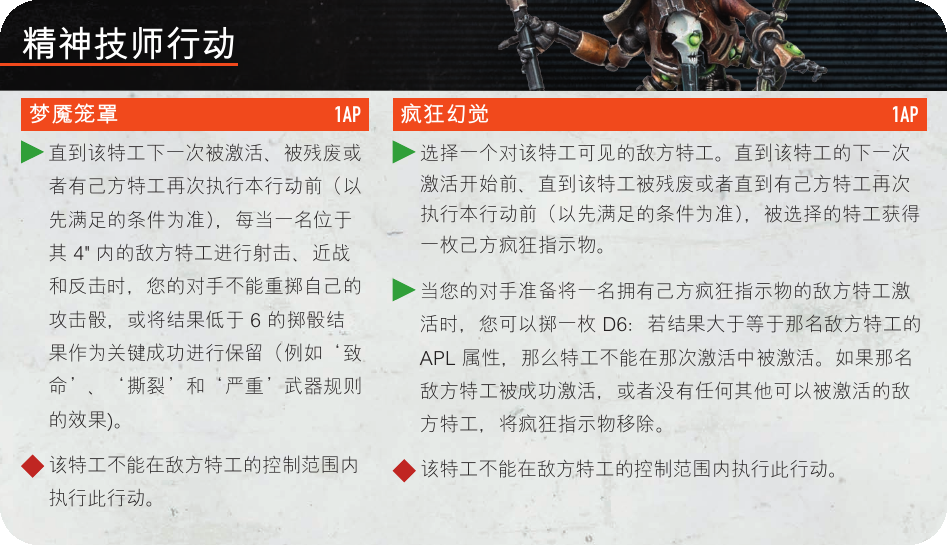 精神技师行动
梦魇笼罩 1AP
直到该特工下一次被激活、被残废或
者有己方特工再次执行本行动前（以
先满足的条件为准），每当一名位于
其 4" 内的敌方特工进行射击、近战
和反击时，您的对手不能重掷自己的
攻击骰，或将结果低于 6 的掷骰结
果作为关键成功进行保留（例如‘致
命’、‘撕裂’和‘严重’武器规则
的效果)。
该特工不能在敌方特工的控制范围内
执行此行动。
疯狂幻觉 1AP
选择一个对该特工可见的敌方特工。直到该特工的下一次
激活开始前、直到该特工被残废或者直到有己方特工再次
执行本行动前（以先满足的条件为准），被选择的特工获得
一枚己方疯狂指示物。
当您的对手准备将一名拥有己方疯狂指示物的敌方特工激
活时，您可以掷一枚 D6：若结果大于等于那名敌方特工的
APL 属性，那么特工不能在那次激活中被激活。如果那名
敌方特工被成功激活，或者没有任何其他可以被激活的敌
方特工，将疯狂指示物移除。
该特工不能在敌方特工的控制范围内执行此行动。